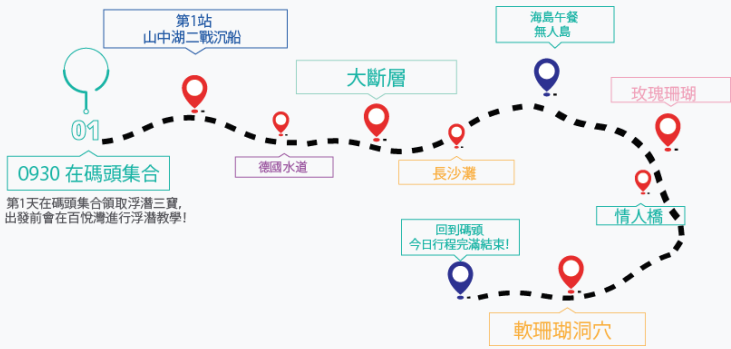 01
0930 在碼頭集合
第1天在碼頭集合領取浮潛三寶,
出發前會在百悅灣進行浮潛教學!
第1站
山中湖二戰沉船
德國水道
大斷層
長沙灘
海島午餐
無人島
玫瑰珊瑚
情人橋
軟珊瑚洞穴
回到碼頭
今日行程完滿結束!